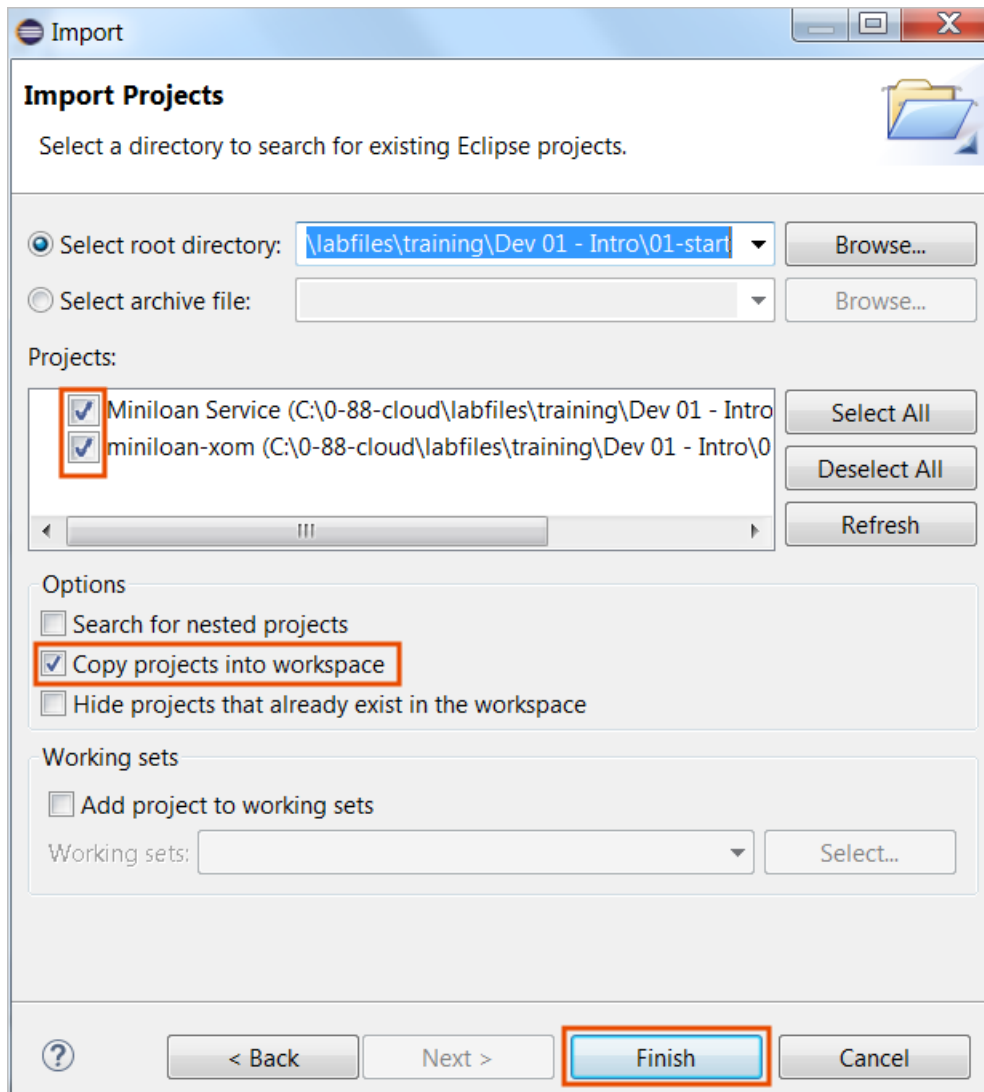 Import
Import Projects
Select a directory to search for existing Eclipse projects.
Select root directory: \labfiles\training\Dev 01 - Intro\01-start Browse...
Select archive file: Browse...
Projects:
Miniloan Service (C:\0-88-cloud\labfiles\training\Dev 01 - Intro Select All
miniloan-xom (C:\0-88-cloud\labfiles\training\Dev 01 - Intro\0
Deselect All
Refresh
Options
Search for nested projects
Copy projects into workspace
Hide projects that already exist in the workspace
Working sets
Add project to working sets
Working sets: Select...
? < Back Next > Finish Cancel